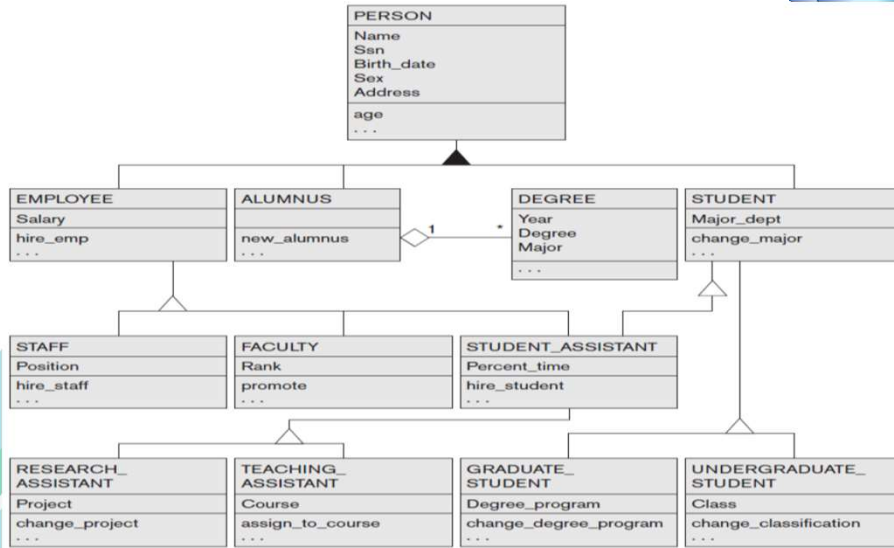 PERSON
Name
Ssn
Birth_date
Sex
Address
age
. . .
EMPLOYEE
Salary
hire_emp
. . .
ALUMNUS
new_alumnus
. . .
1
*
DEGREE
Year
Degree
Major
. . .
STUDENT
Major_dept
change_major
. . .
STAFF
Position
hire_staff
. . .
FACULTY
Rank
promote
. . .
STUDENT_ASSISTANT
Percent_time
hire_student
. . .
RESEARCH_
ASSISTANT
Project
change_project
. . .
TEACHING_
ASSISTANT
Course
assign_to_course
. . .
GRADUATE_
STUDENT
Degree_program
change_degree_program
. . .
UNDERGRADUATE_
STUDENT
Class
change_classification
. . .